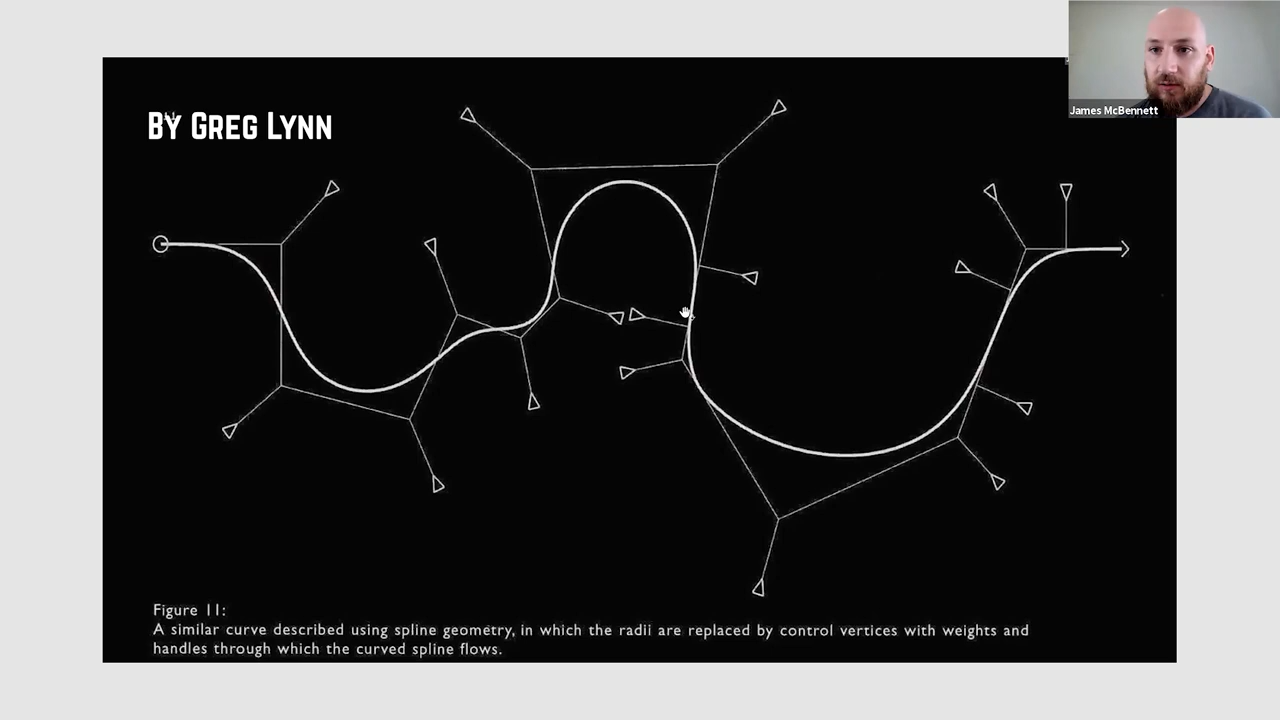 James McBennett
By Greg Lynn
Figure 11:
A similar curve described using spline geometry, in which the radii are replaced by control vertices with weights and
handles through which the curved spline flows.